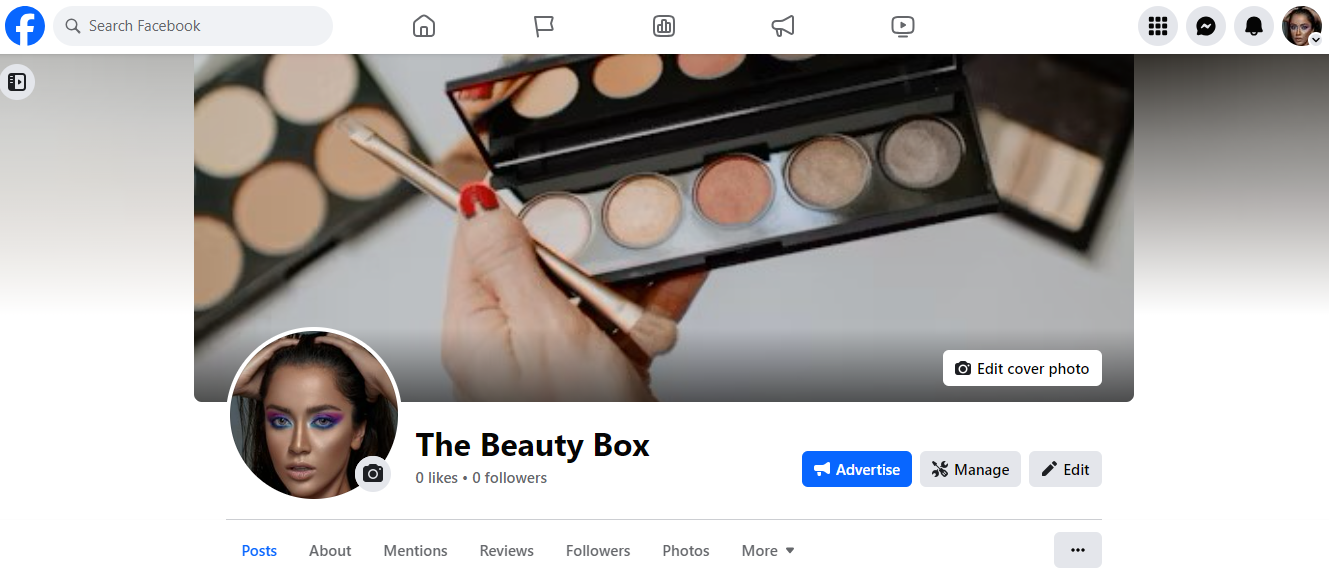 Search Facebook
Edit cover photo
The Beauty Box
0 likes • 0 followers
Advertise
Manage
Edit
Posts
About
Mentions
Reviews
Followers
Photos
More